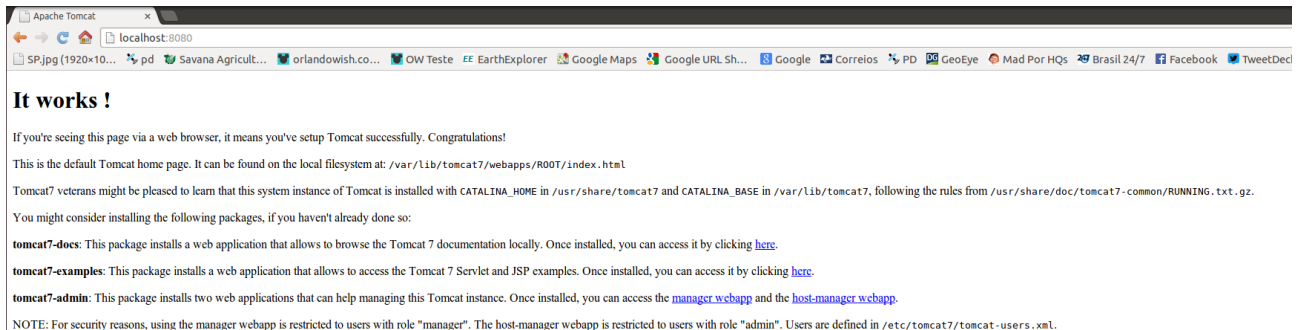 Apache Tomcat
localhost:8080
SP.jpg (1920×10... pd Savana Agricult... orlandowish.co... OW Teste EE EarthExplorer Google Maps Google URL Sh... 8 Google Correios PD DG GeoEye Mad Por HQs 247 Brasil 24/7 Facebook TweetDeck
It works !
If you're seeing this page via a web browser, it means you've setup Tomcat successfully. Congratulations!
This is the default Tomcat home page. It can be found on the local filesystem at: /var/lib/tomcat7/webapps/ROOT/index.html
Tomcat7 veterans might be pleased to learn that this system instance of Tomcat is installed with CATALINA_HOME in /usr/share/tomcat7 and CATALINA_BASE in /var/lib/tomcat7, following the rules from /usr/share/doc/tomcat7-common/RUNNING.txt.gz.
You might consider installing the following packages, if you haven't already done so:
tomcat7-docs: This package installs a web application that allows to browse the Tomcat 7 documentation locally. Once installed, you can access it by clicking here.
tomcat7-examples: This package installs a web application that allows to access the Tomcat 7 Servlet and JSP examples. Once installed, you can access it by clicking here.
tomcat7-admin: This package installs two web applications that can help managing this Tomcat instance. Once installed, you can access the manager webapp and the host-manager webapp.
NOTE: For security reasons, using the manager webapp is restricted to users with role "manager". The host-manager webapp is restricted to users with role "admin". Users are defined in /etc/tomcat7/tomcat-users.xml.